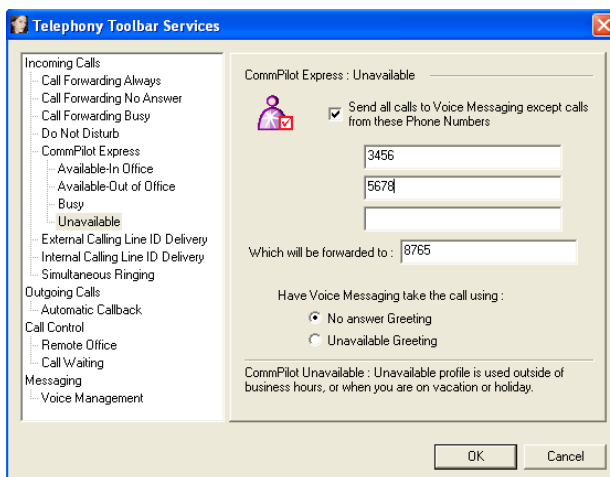 Telephony Toolbar Services
Incoming Calls
Call Forwarding Always
Call Forwarding No Answer
Call Forwarding Busy
Do Not Disturb
CommPilot Express
Available-In Office
Available-Out of Office
Busy
Unavailable
External Calling Line ID Delivery
Internal Calling Line ID Delivery
Simultaneous Ringing
Outgoing Calls
Automatic Callback
Call Control
Remote Office
Call Waiting
Messaging
Voice Management
CommPilot Express : Unavailable
Send all calls to Voice Messaging except calls
from these Phone Numbers
3456
5678
Which will be forwarded to : 8765
Have Voice Messaging take the call using :
No answer Greeting
Unavailable Greeting
CommPilot Unavailable : Unavailable profile is used outside of
business hours, or when you are on vacation or holiday.
OK Cancel